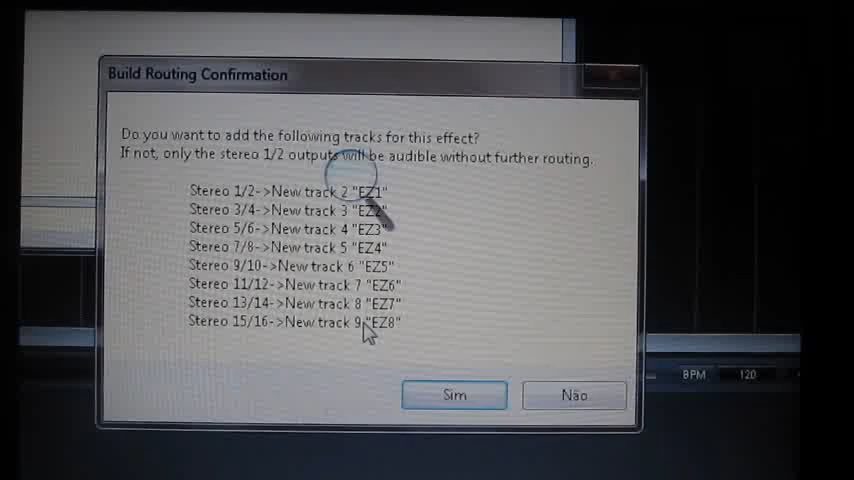 Build Routing Confirmation
Do you want to add the following tracks for this effect?
If not, only the stereo 1/2 outputs will be audible without further routing.
Stereo 1/2->New track 2 "EZ1"
Stereo 3/4->New track 3 "EZ2"
Stereo 5/6->New track 4 "EZ3"
Stereo 7/8->New track 5 "EZ4"
Stereo 9/10->New track 6 "EZ5"
Stereo 11/12->New track 7 "EZ6"
Stereo 13/14->New track 8 "EZ7"
Stereo 15/16->New track 9 "EZ8"
Sim
Não
BPM
120